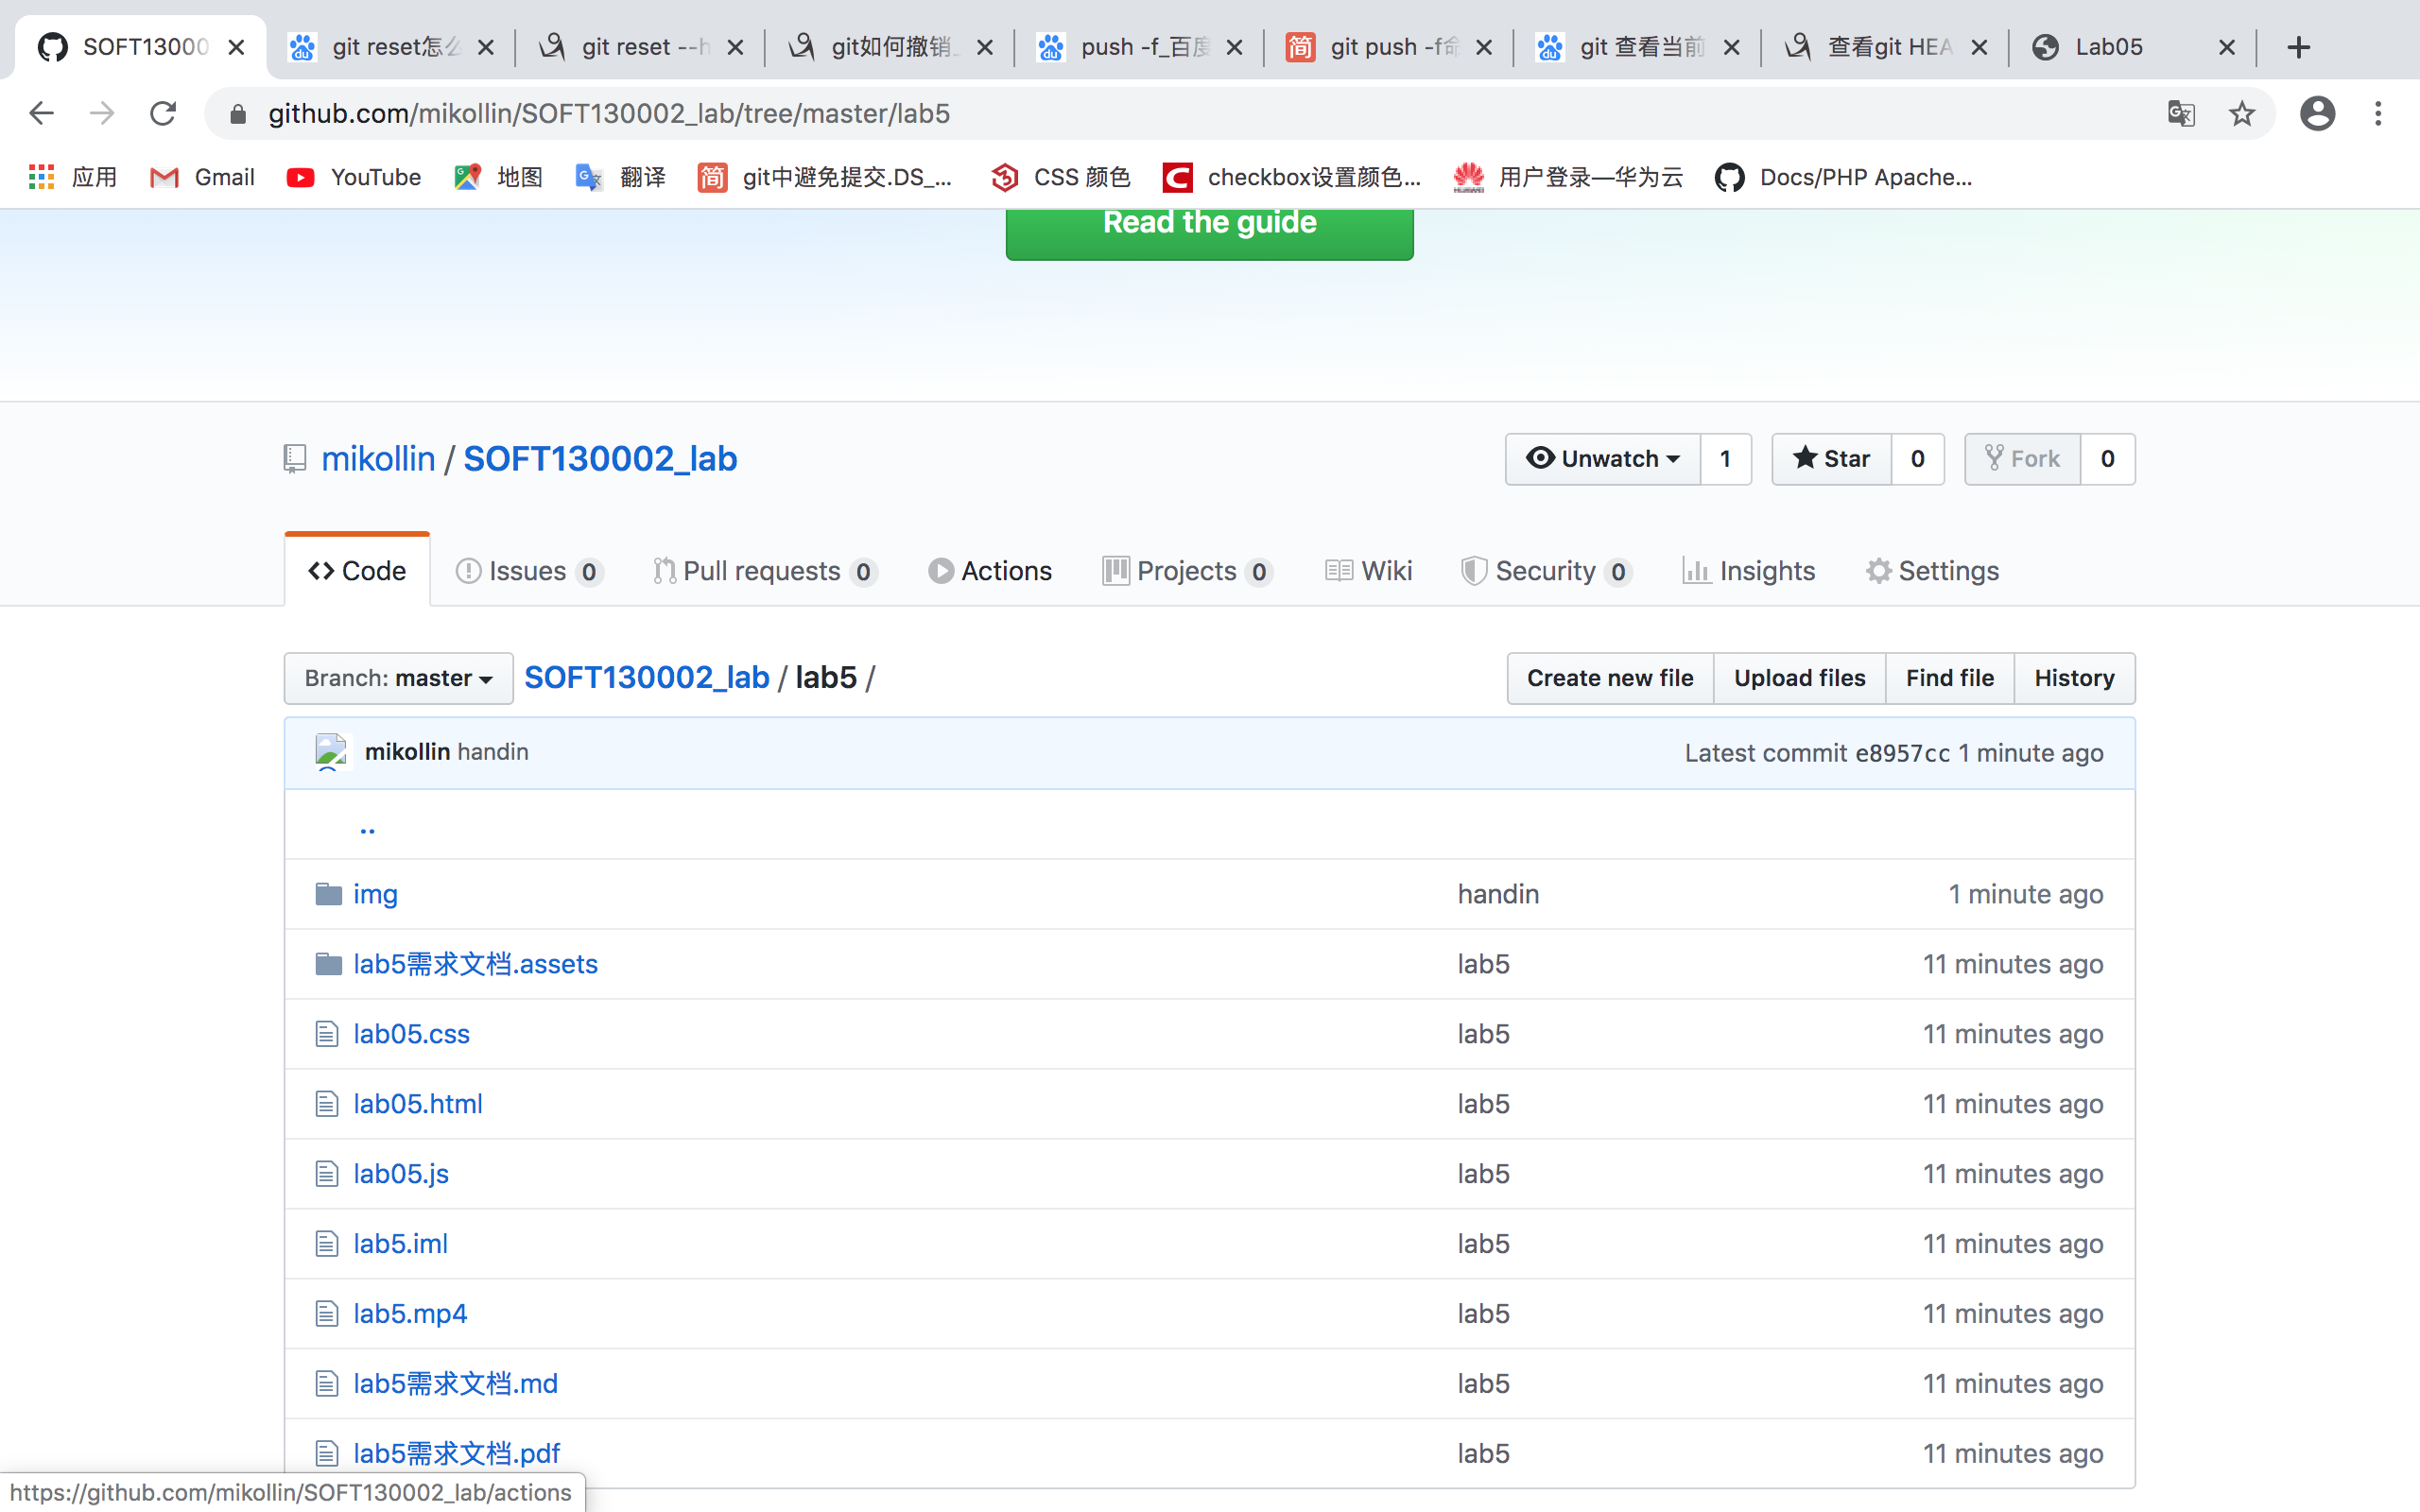 SOFT13000
git reset怎么
git reset --h
git如何撤销
push -f_百度
git push -f命
git 查看当前
查看git HEA
Lab05
github.com/mikollin/SOFT130002_lab/tree/master/lab5
应用 Gmail YouTube 地图 翻译 git中避免提交.DS_... CSS 颜色 checkbox设置颜色... 用户登录—华为云 Docs/PHP Apache...
Read the guide
mikollin / SOFT130002_lab
Unwatch 1 Star 0 Fork 0
Code Issues 0 Pull requests 0 Actions Projects 0 Wiki Security 0 Insights Settings
Branch: master SOFT130002_lab / lab5 /
Create new file Upload files Find file History
mikollin handin Latest commit e8957cc 1 minute ago
..
img handin 1 minute ago
lab5需求文档.assets lab5 11 minutes ago
lab05.css lab5 11 minutes ago
lab05.html lab5 11 minutes ago
lab05.js lab5 11 minutes ago
lab5.iml lab5 11 minutes ago
lab5.mp4 lab5 11 minutes ago
lab5需求文档.md lab5 11 minutes ago
lab5需求文档.pdf lab5 11 minutes ago
https://github.com/mikollin/SOFT130002_lab/actions